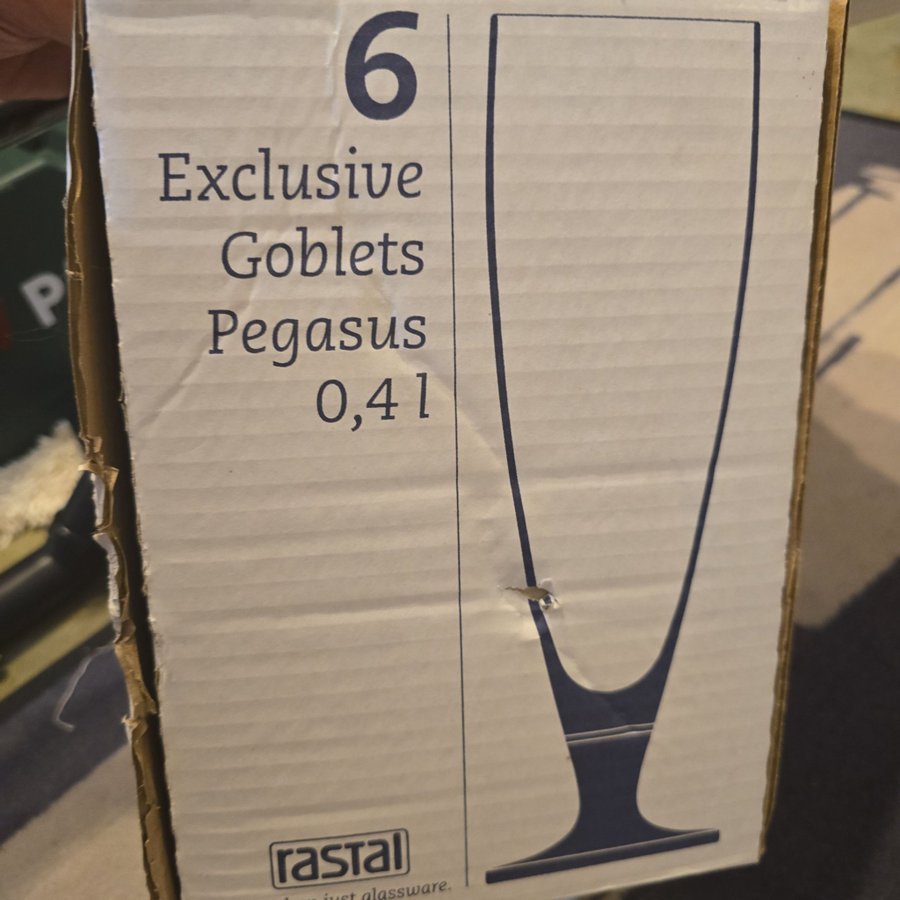 6
Exclusive
Goblets
Pegasus
0,4 l
rastal
just glassware.
P